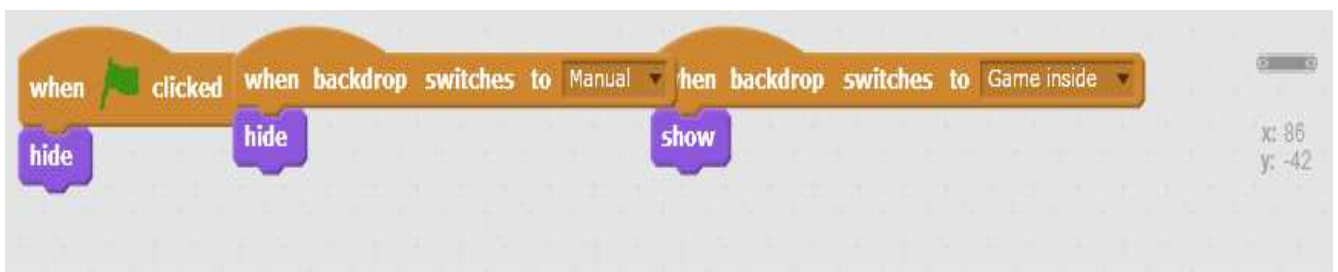 when clicked
hide
when backdrop switches to Manual
hide
hen backdrop switches to Game inside
show
x: 86
y: -42